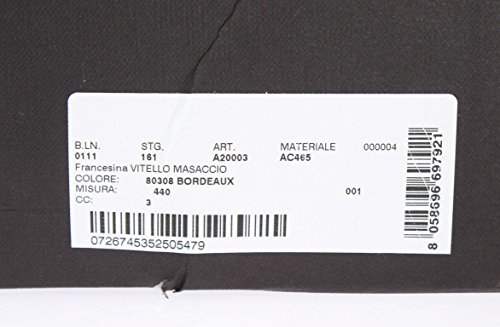 B.LN. STG. ART. MATERIALE 000004
0111 161 A20003 AC465
Francesina VITELLO MASACCIO
COLORE: 80308 BORDEAUX
MISURA: 440 001
CC: 3
0726745352505479
8 058696 697921